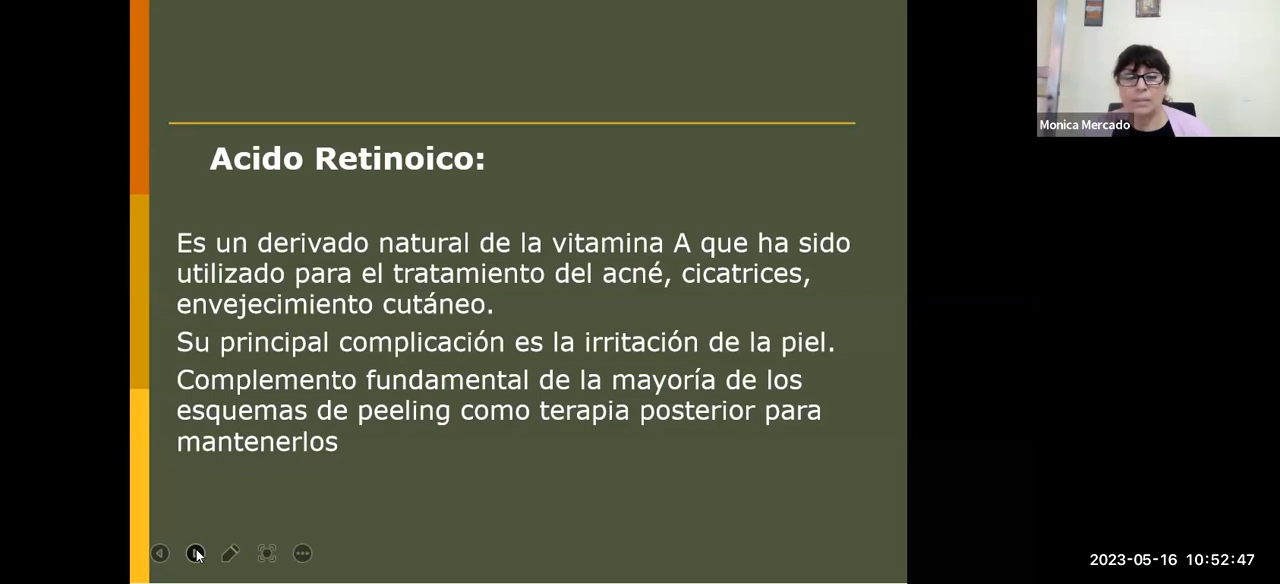 Acido Retinoico:
Es un derivado natural de la vitamina A que ha sido
utilizado para el tratamiento del acné, cicatrices,
envejecimiento cutáneo.
Su principal complicación es la irritación de la piel.
Complemento fundamental de la mayoría de los
esquemas de peeling como terapia posterior para
mantenerlos
Monica Mercado
2023-05-16 10:52:47